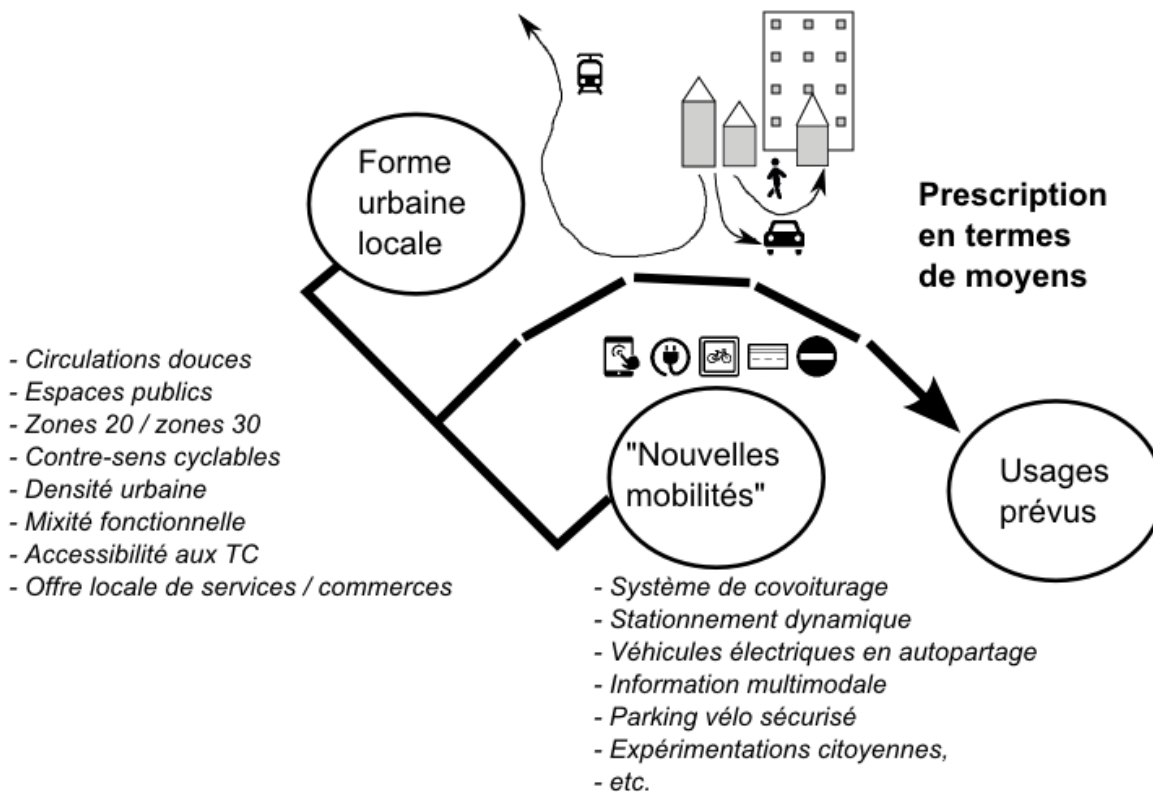 Forme
urbaine
locale
Prescription
en termes
de moyens
- Circulations douces
- Espaces publics
- Zones 20 / zones 30
- Contre-sens cyclables
- Densité urbaine
- Mixité fonctionnelle
- Accessibilité aux TC
- Offre locale de services / commerces
"Nouvelles
mobilités"
Usages
prévus
- Système de covoiturage
- Stationnement dynamique
- Véhicules électriques en autopartage
- Information multimodale
- Parking vélo sécurisé
- Expérimentations citoyennes,
- etc.